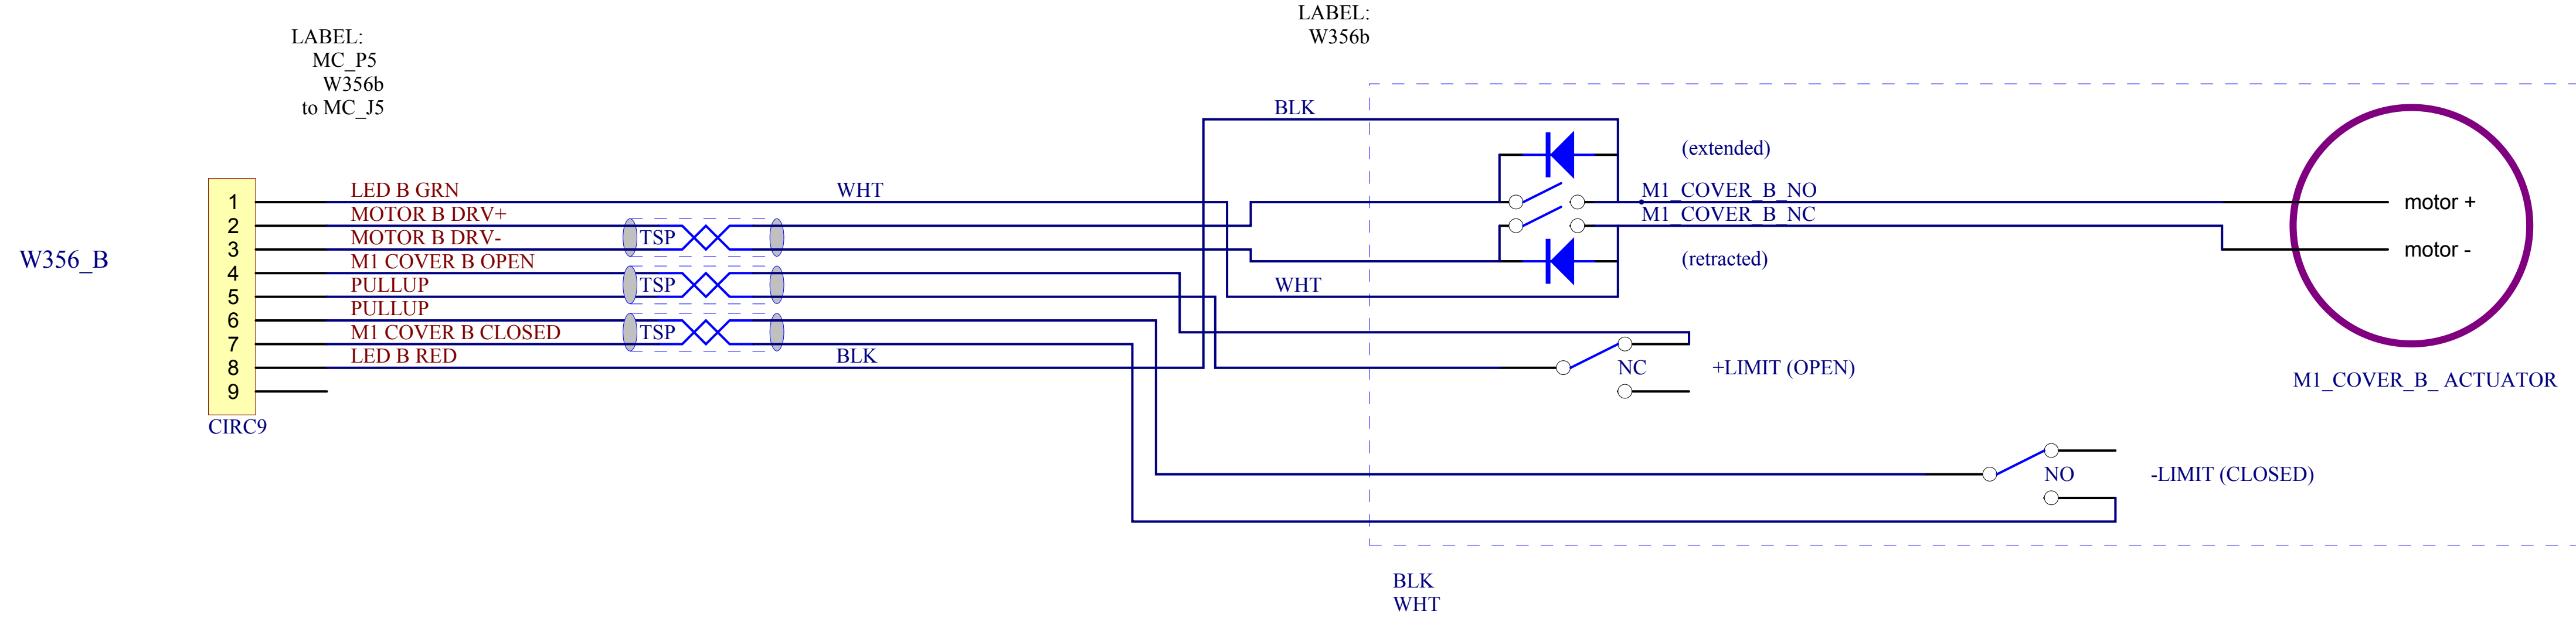 LABEL:
MC_P5
W356b
to MC_J5
LABEL:
W356b
BLK
(extended)
1 LED B GRN WHT M1_COVER_B_NO motor +
2 MOTOR B DRV+ M1_COVER_B_NC
TSP
3 MOTOR B DRV- motor -
W356_B
4 M1 COVER B OPEN (retracted)
TSP WHT
5 PULLUP
6 PULLUP
TSP
7 M1 COVER B CLOSED
8 LED B RED BLK NC +LIMIT (OPEN)
9
M1_COVER_B_ ACTUATOR
CIRC9
NO -LIMIT (CLOSED)
BLK
WHT